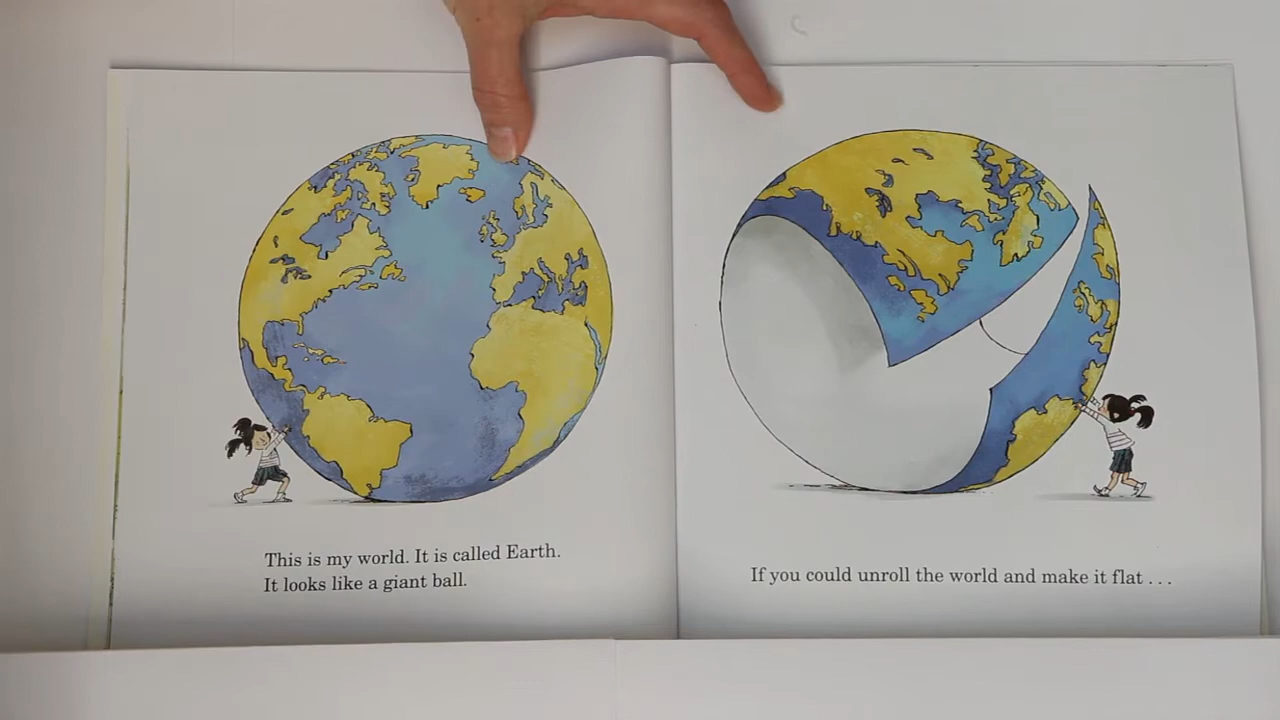 This is my world. It is called Earth.
It looks like a giant ball.
If you could unroll the world and make it flat . . .